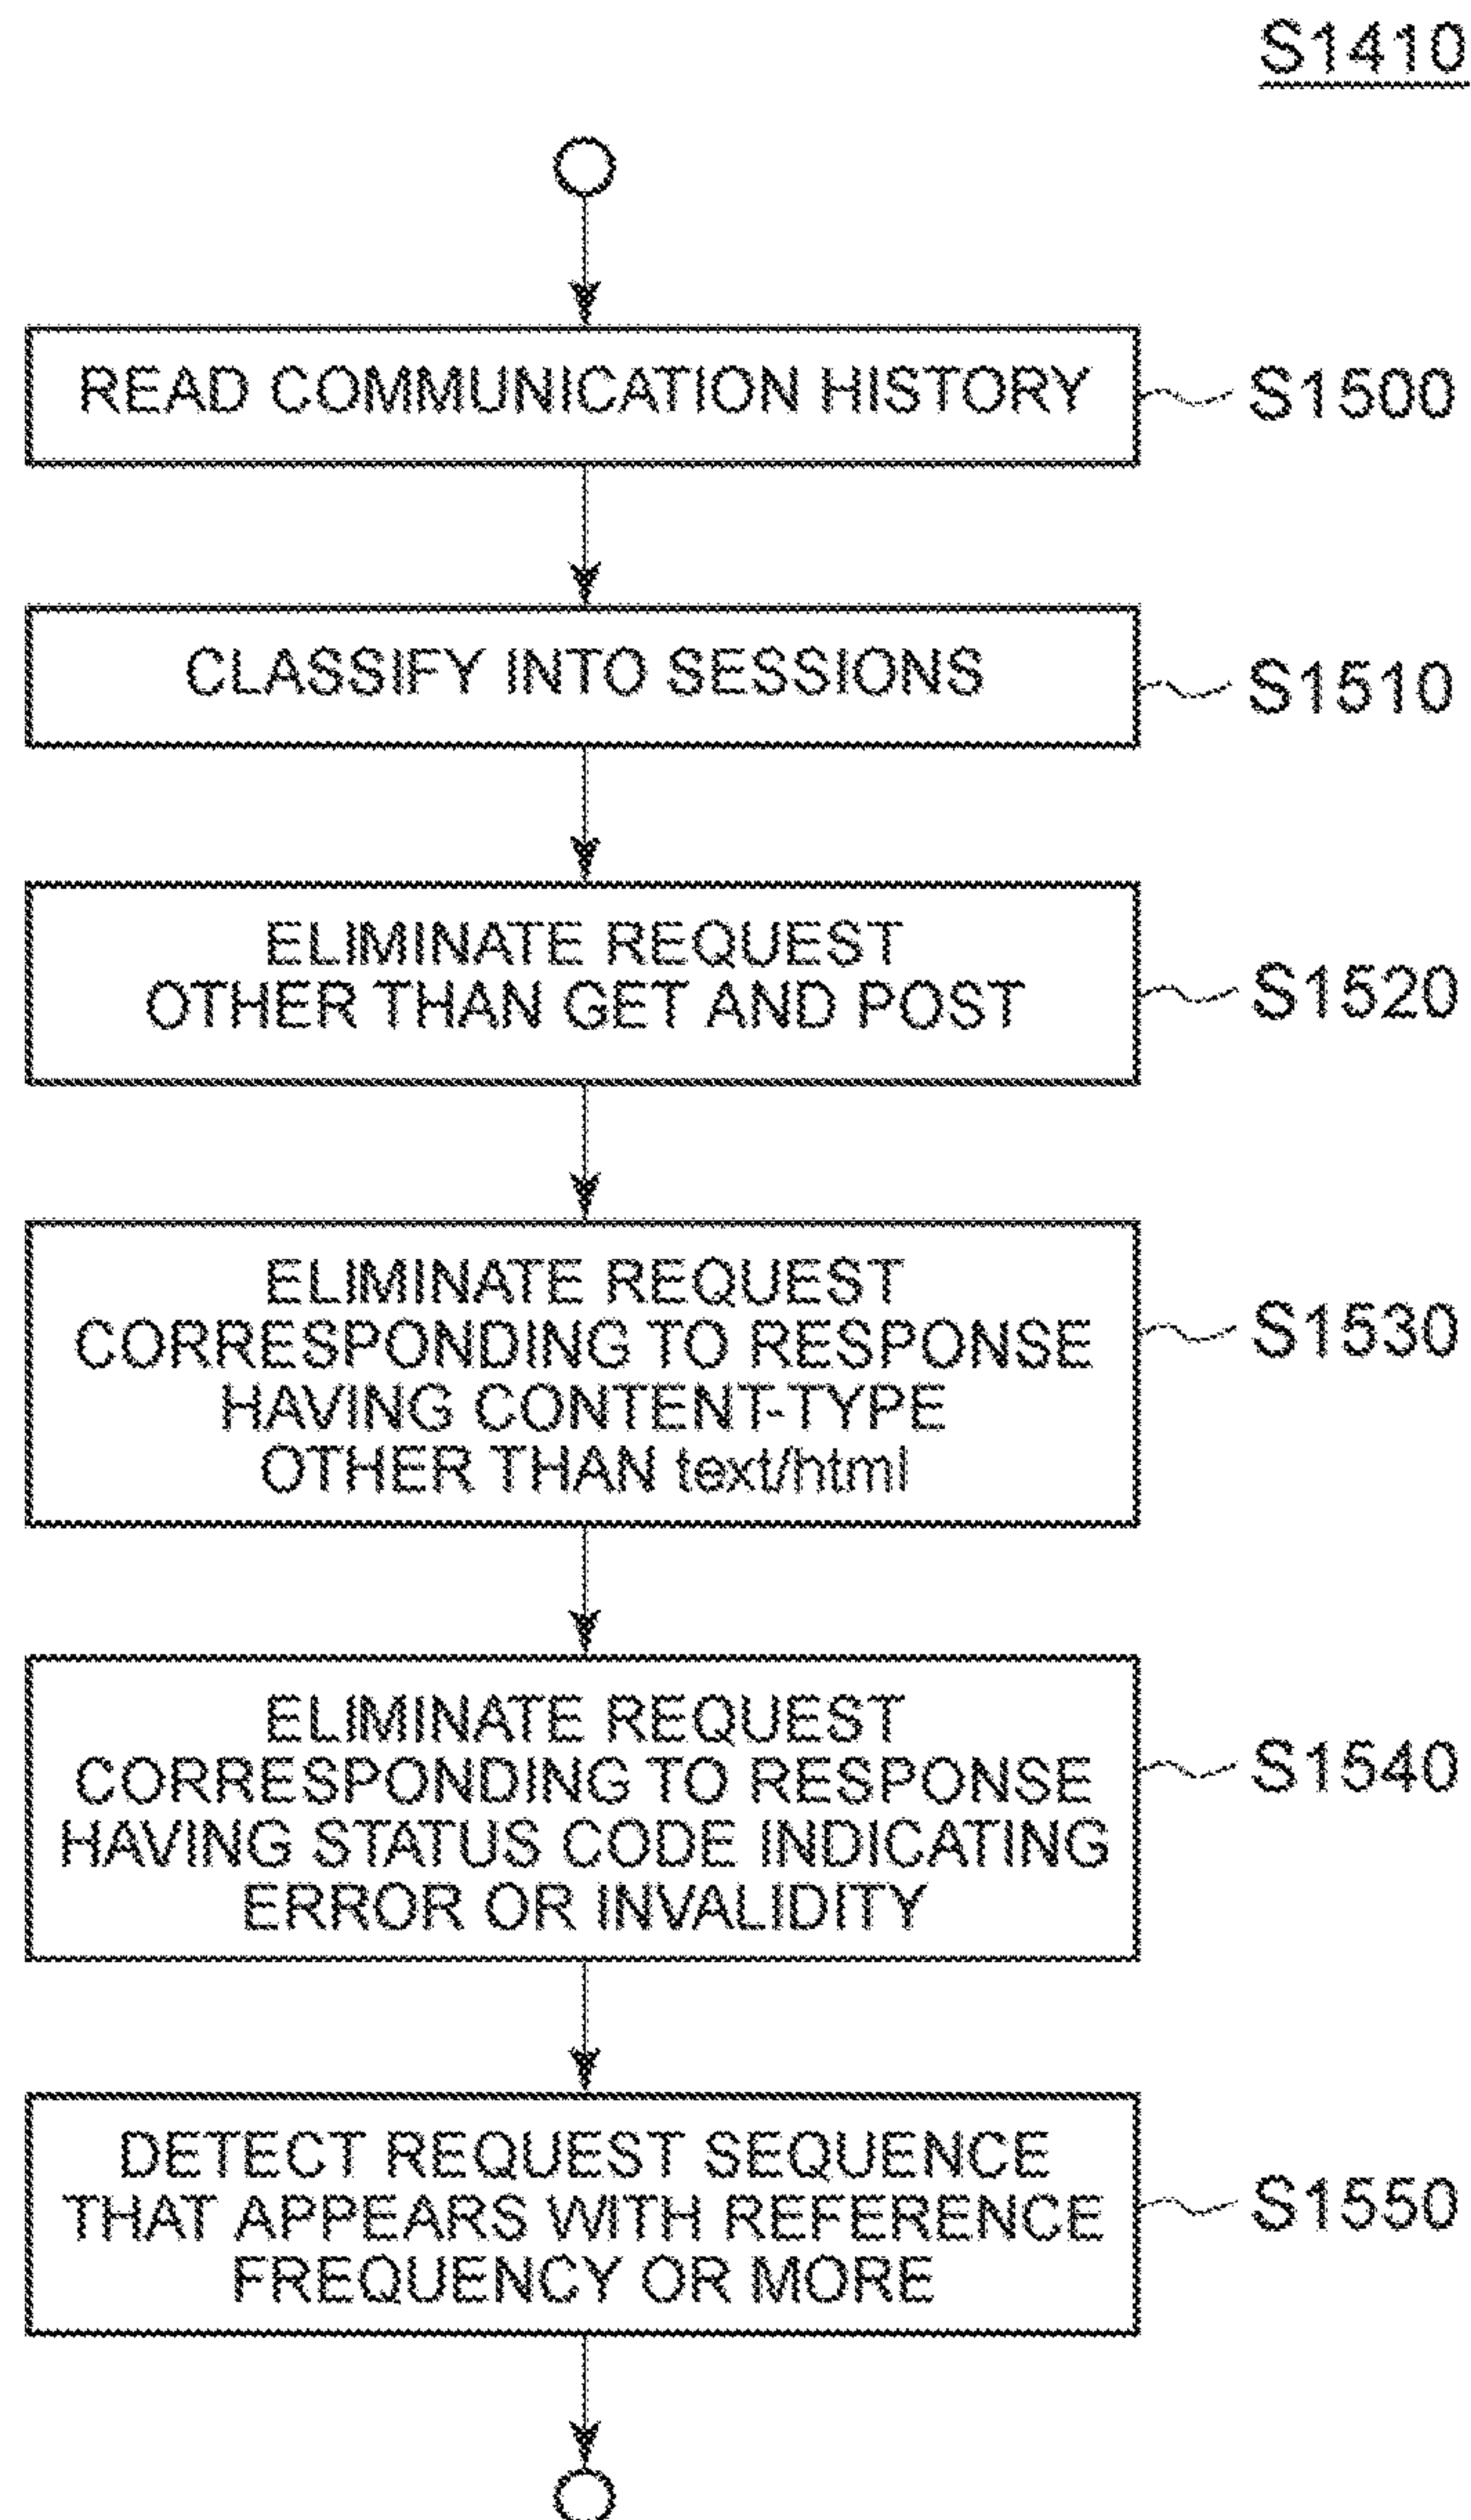 S1410
READ COMMUNICATION HISTORY
S1500
CLASSIFY INTO SESSIONS
S1510
ELIMINATE REQUEST
OTHER THAN GET AND POST
S1520
ELIMINATE REQUEST
CORRESPONDING TO RESPONSE
HAVING CONTENT-TYPE
OTHER THAN text/html
S1530
ELIMINATE REQUEST
CORRESPONDING TO RESPONSE
HAVING STATUS CODE INDICATING
ERROR OR INVALIDITY
S1540
DETECT REQUEST SEQUENCE
THAT APPEARS WITH REFERENCE
FREQUENCY OR MORE
S1550